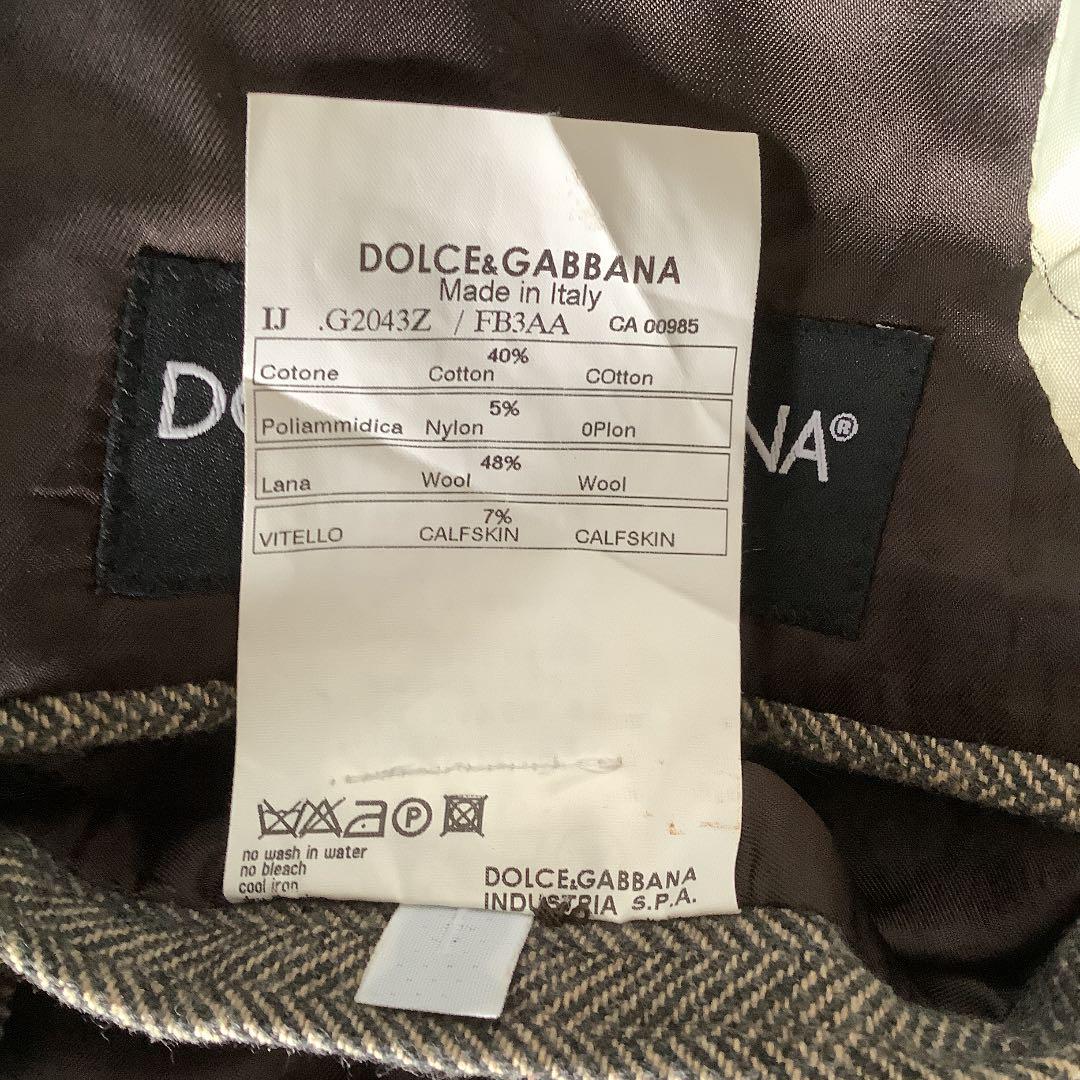 DOLCE&GABBANA
Made in Italy
IJ .G2043Z / FB3AA CA 00985
40%
Cotone Cotton COtton
5%
Poliammidica Nylon 0Plon
48%
Lana Wool Wool
7%
VITELLO CALFSKIN CALFSKIN
P
no wash in water
no bleach
cool iron
DOLCE&GABBANA
INDUSTRIA S.P.A.